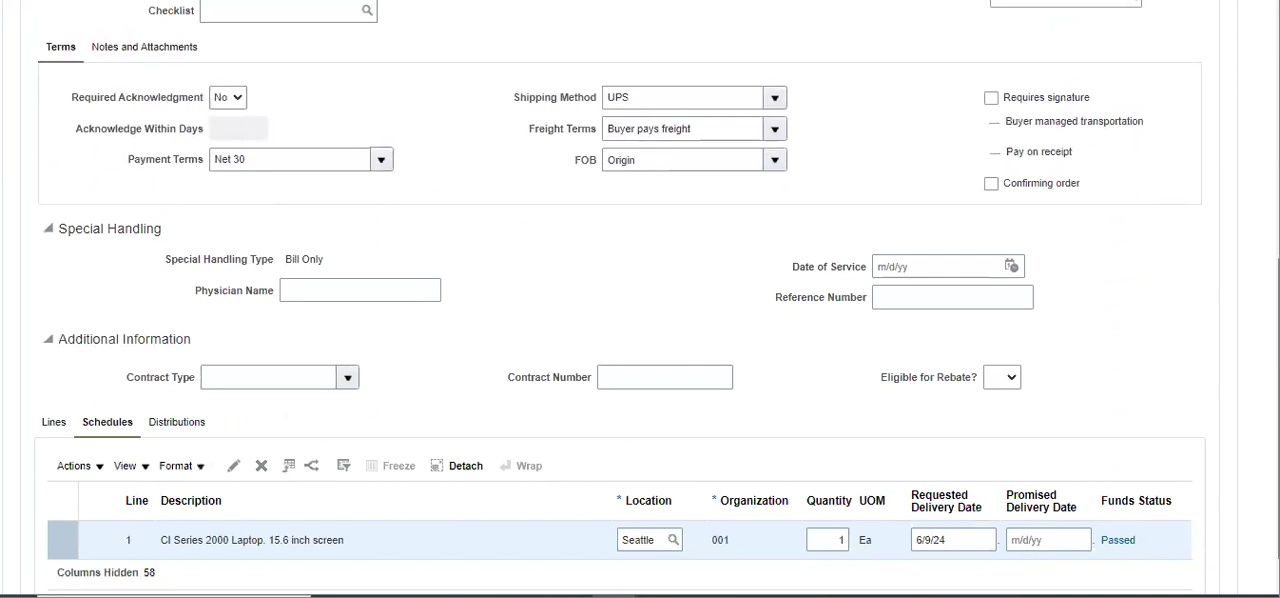 Checklist
Terms Notes and Attachments
Required Acknowledgment No Shipping Method UPS Requires signature
Acknowledge Within Days Freight Terms Buyer pays freight Buyer managed transportation
Payment Terms Net 30 FOB Origin Pay on receipt
Confirming order
Special Handling
Special Handling Type Bill Only Date of Service m/d/yy
Physician Name Reference Number
Additional Information
Contract Type Contract Number Eligible for Rebate?
Lines Schedules Distributions
Actions View Format Freeze Detach Wrap
Line Description * Location * Organization Quantity UOM Requested Delivery Date Promised Delivery Date Funds Status
1 CI Series 2000 Laptop. 15.6 inch screen Seattle 001 1 Ea 6/9/24 m/d/yy Passed
Columns Hidden 58